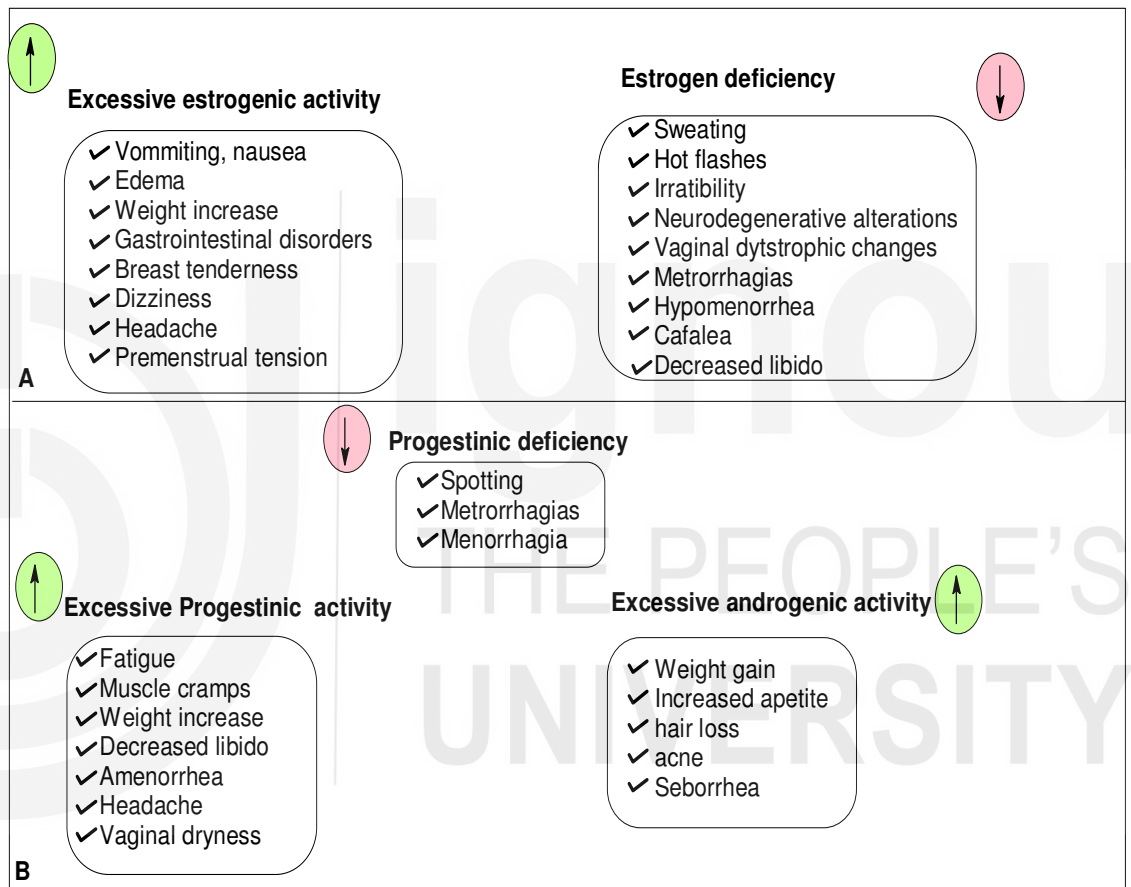 Excessive estrogenic activity
✓ Vommiting, nausea
✓ Edema
✓ Weight increase
✓ Gastrointestinal disorders
✓ Breast tenderness
✓ Dizziness
✓ Headache
✓ Premenstrual tension
A
Estrogen deficiency
✓ Sweating
✓ Hot flashes
✓ Irratibility
✓ Neurodegenerative alterations
✓ Vaginal dytstrophic changes
✓ Metrorrhagias
✓ Hypomenorrhea
✓ Cafalea
✓ Decreased libido
Progestinic deficiency
✓ Spotting
✓ Metrorrhagias
✓ Menorrhagia
Excessive Progestinic activity
✓ Fatigue
✓ Muscle cramps
✓ Weight increase
✓ Decreased libido
✓ Amenorrhea
✓ Headache
✓ Vaginal dryness
B
Excessive androgenic activity
✓ Weight gain
✓ Increased apetite
✓ hair loss
✓ acne
✓ Seborrhea
ignou
THE PEOPLE'S
UNIVERSITY